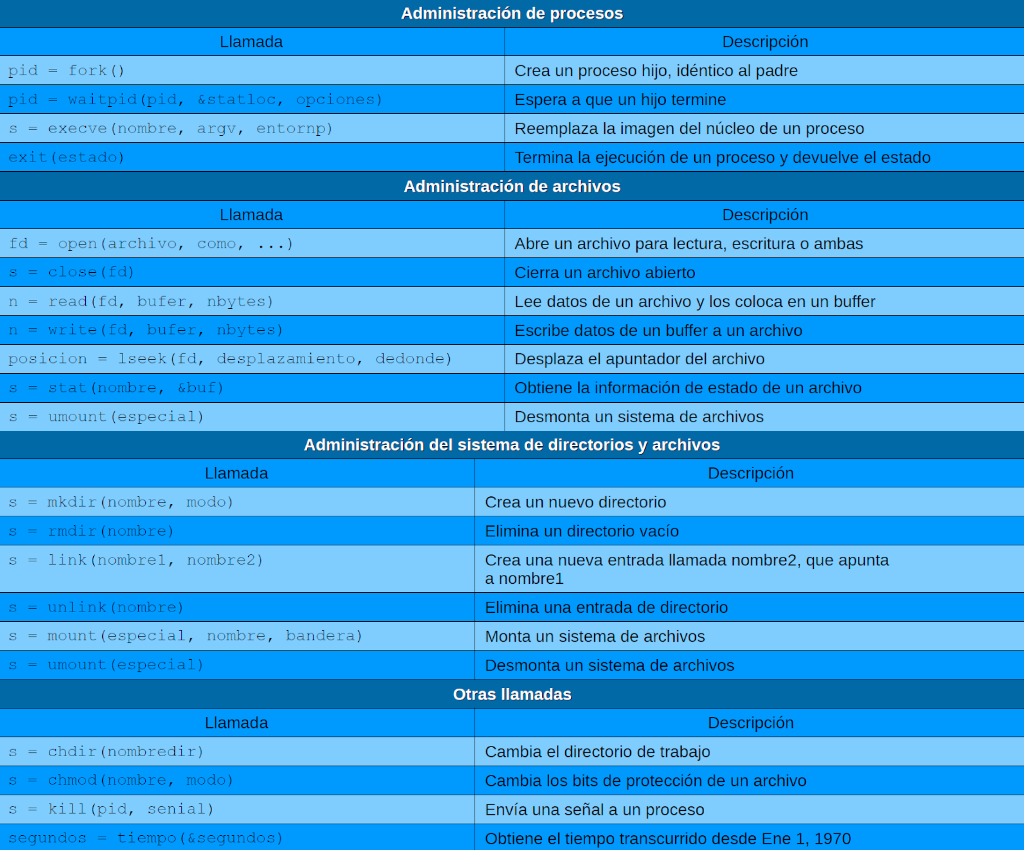 Administración de procesos
Llamada Descripción
pid = fork() Crea un proceso hijo, idéntico al padre
pid = waitpid(pid, &statloc, opciones) Espera a que un hijo termine
s = execve(nombre, argv, entornp) Reemplaza la imagen del núcleo de un proceso
exit(estado) Termina la ejecución de un proceso y devuelve el estado
Administración de archivos
Llamada Descripción
fd = open(archivo, como, ...) Abre un archivo para lectura, escritura o ambas
s = close(fd) Cierra un archivo abierto
n = read(fd, bufer, nbytes) Lee datos de un archivo y los coloca en un buffer
n = write(fd, bufer, nbytes) Escribe datos de un buffer a un archivo
posicion = lseek(fd, desplazamiento, dedonde) Desplaza el apuntador del archivo
s = stat(nombre, &buf) Obtiene la información de estado de un archivo
s = umount(especial) Desmonta un sistema de archivos
Administración del sistema de directorios y archivos
Llamada Descripción
s = mkdir(nombre, modo) Crea un nuevo directorio
s = rmdir(nombre) Elimina un directorio vacío
s = link(nombre1, nombre2) Crea una nueva entrada llamada nombre2, que apunta
a nombre1
s = unlink(nombre) Elimina una entrada de directorio
s = mount(especial, nombre, bandera) Monta un sistema de archivos
s = umount(especial) Desmonta un sistema de archivos
Otras llamadas
Llamada Descripción
s = chdir(nombredir) Cambia el directorio de trabajo
s = chmod(nombre, modo) Cambia los bits de protección de un archivo
s = kill(pid, senial) Envía una señal a un proceso
segundos = tiempo(&segundos) Obtiene el tiempo transcurrido desde Ene 1, 1970